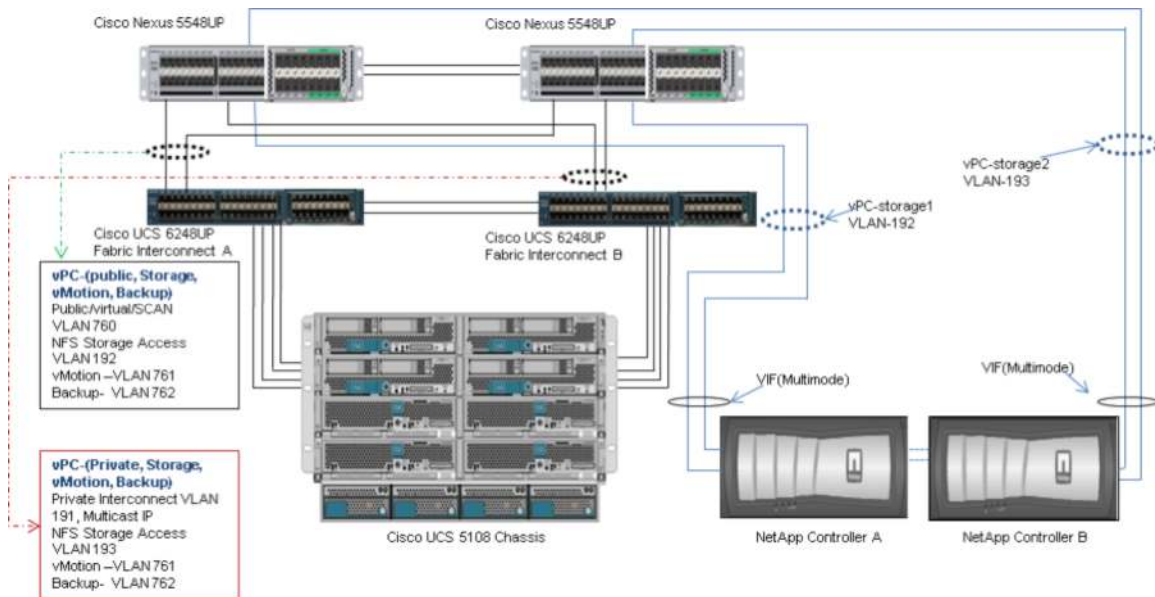 Cisco Nexus 5548UP
Cisco Nexus 5548UP
vPC-storage2
VLAN-193
vPC-storage1
VLAN-192
Cisco UCS 6248UP
Fabric Interconnect A
Cisco UCS 6248UP
Fabric Interconnect B
vPC-(public, Storage,
vMotion, Backup)
Public/virtual/SCAN
VLAN 760
NFS Storage Access
VLAN 192
vMotion –VLAN 761
Backup- VLAN 762
VIF(Multimode)
VIF(Multimode)
vPC-(Private, Storage,
vMotion, Backup)
Private Interconnect VLAN
191, Multicast IP
NFS Storage Access
VLAN 193
vMotion –VLAN 761
Backup- VLAN 762
Cisco UCS 5108 Chassis
NetApp Controller A
NetApp Controller B